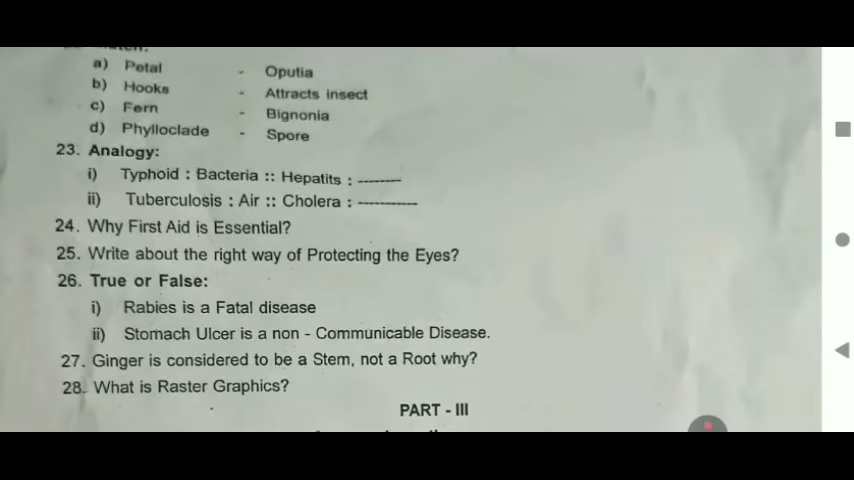 a) Petal - Oputia
b) Hooks - Attracts insect
c) Fern - Bignonia
d) Phylloclade - Spore
23. Analogy:
i) Typhoid : Bacteria :: Hepatits : --------
ii) Tuberculosis : Air :: Cholera : -----------
24. Why First Aid is Essential?
25. Write about the right way of Protecting the Eyes?
26. True or False:
i) Rabies is a Fatal disease
ii) Stomach Ulcer is a non - Communicable Disease.
27. Ginger is considered to be a Stem, not a Root why?
28. What is Raster Graphics?
PART - III